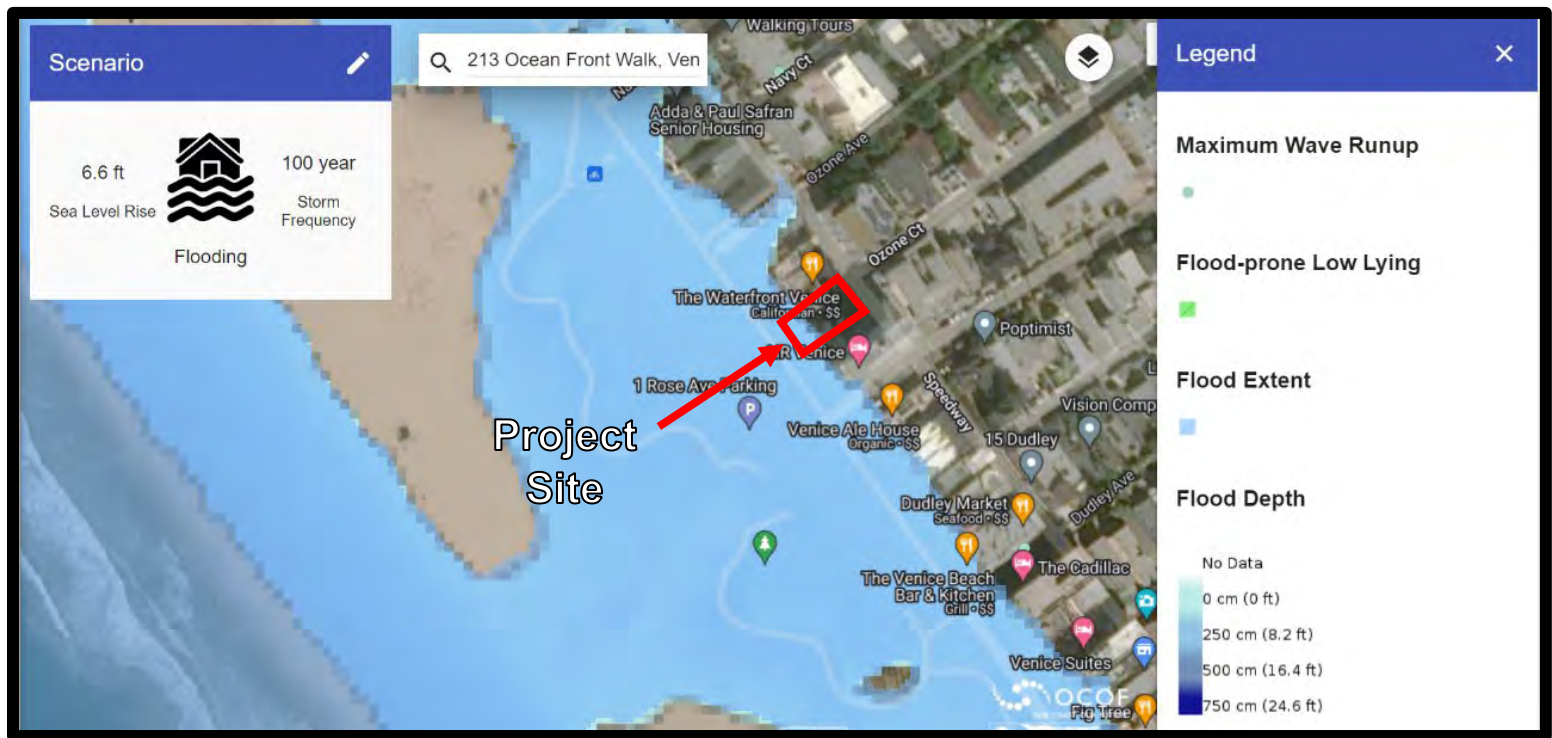 Scenario
6.6 ft
Sea Level Rise
100 year
Storm
Frequency
Flooding
213 Ocean Front Walk, Ven
Walking Tours
Navy Ct
Adda & Paul Safran
Senior Housing
Ozone Ave
Ozone Ct
The Waterfront Venice
Californian • $$
Venice
Poptimist
1 Rose Ave Parking
P
Speedway
Vision Comp
Venice Ale House
Organic • $$
15 Dudley
Project
Site
Dudley Market
Seafood • $$
Dudley Ave
The Venice Beach
Bar & Kitchen
Grill • $$
The Cadillac
Venice Suites
OCOF
Fig Tree
Legend
Maximum Wave Runup
Flood-prone Low Lying
Flood Extent
Flood Depth
No Data
0 cm (0 ft)
250 cm (8.2 ft)
500 cm (16.4 ft)
750 cm (24.6 ft)